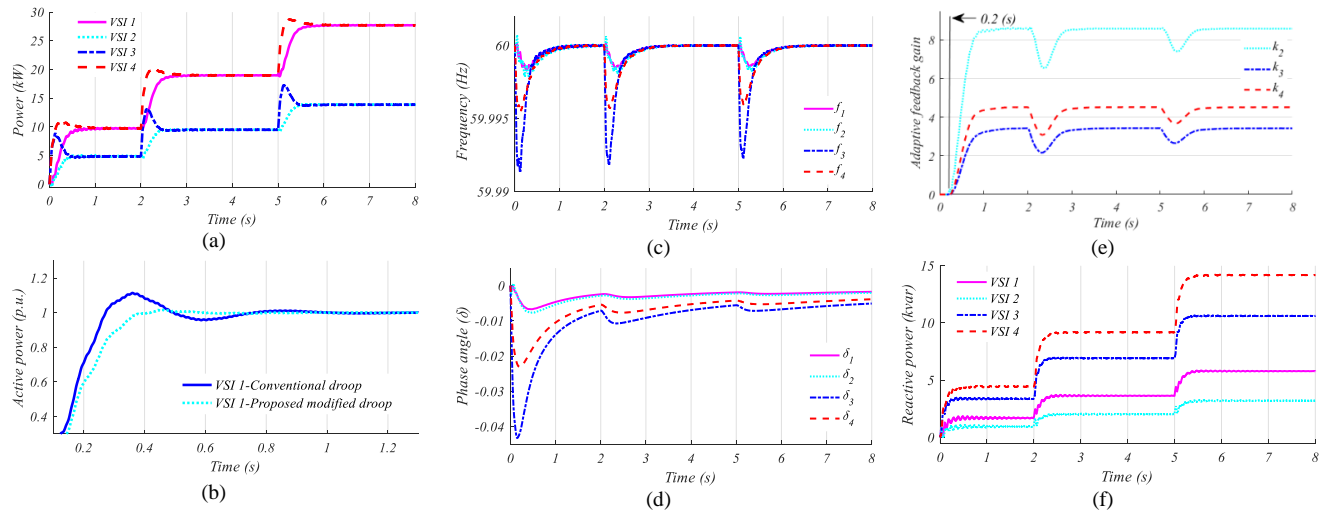 30
25
20
15
10
5
0
Power (kW)
VSI 1
VSI 2
VSI 3
VSI 4
0 1 2 3 4 5 6 7 8
Time (s)
(a)
60
59.995
59.99
Frequency (Hz)
f1
f2
f3
f4
0 1 2 3 4 5 6 7 8
Time (s)
(c)
8
6
4
2
0
Adaptive feedback gain
0.2 (s)
k2
k3
k4
0 1 2 3 4 5 6 7 8
Time (s)
(e)
1.2
1
0.8
0.6
0.4
Active power (p.u.)
VSI 1-Conventional droop
VSI 1-Proposed modified droop
0.2 0.4 0.6 0.8 1 1.2
Time (s)
(b)
0
-0.01
-0.02
-0.03
-0.04
Phase angle (δ)
δ1
δ2
δ3
δ4
0 1 2 3 4 5 6 7 8
Time (s)
(d)
15
10
5
0
Reactive power (kvar)
VSI 1
VSI 2
VSI 3
VSI 4
0 1 2 3 4 5 6 7 8
Time (s)
(f)